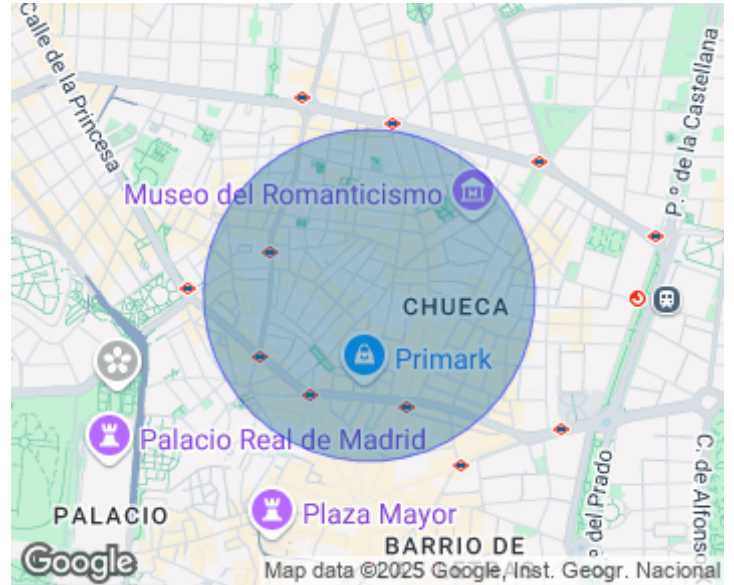 Calle de la Princesa
P.º de la Castellana
Museo del Romanticismo
CHUECA
Primark
Palacio Real de Madrid
PALACIO
Plaza Mayor
BARRIO DE
del Prado
C. de Alfons
Google
Map data ©2025 Google, Inst. Geogr. Nacional